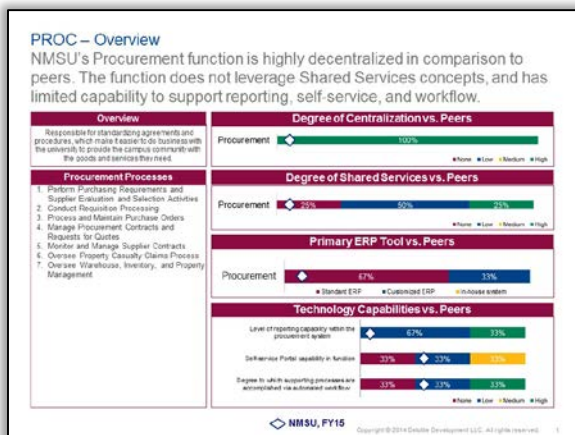 PROC – Overview
NMSU's Procurement function is highly decentralized in comparison to
peers. The function does not leverage Shared Services concepts, and has
limited capability to support reporting, self-service, and workflow.
Overview
Responsible for standardizing agreements and
procedures, which make it easier to do business with
the university to provide the campus community with
the goods and services they need.
Procurement Processes
1. Perform Purchasing Requirements and
Supplier Evaluation and Selection Activities
2. Conduct Requisition Processing
3. Process and Maintain Purchase Orders
4. Manage Procurement Contracts and
Requests for Quotes
5. Monitor and Manage Supplier Contracts
6. Oversee Property Casualty Claims Process
7. Oversee Warehouse, Inventory, and Property
Management
Degree of Centralization vs. Peers
Procurement 100%
None Low Medium High
Degree of Shared Services vs. Peers
Procurement 25% 50% 25%
None Low Medium High
Primary ERP Tool vs. Peers
Procurement 67% 33%
Standard ERP Customized ERP In-house system
Technology Capabilities vs. Peers
Level of reporting capability within the
procurement system
67% 33%
Self-service Portal capability in function
33% 33% 33%
Degree to which supporting processes are
accomplished via automated workflow
33% 33% 33%
None Low Medium High
NMSU, FY15
Copyright © 2014 Deloitte Development LLC. All rights reserved. 1